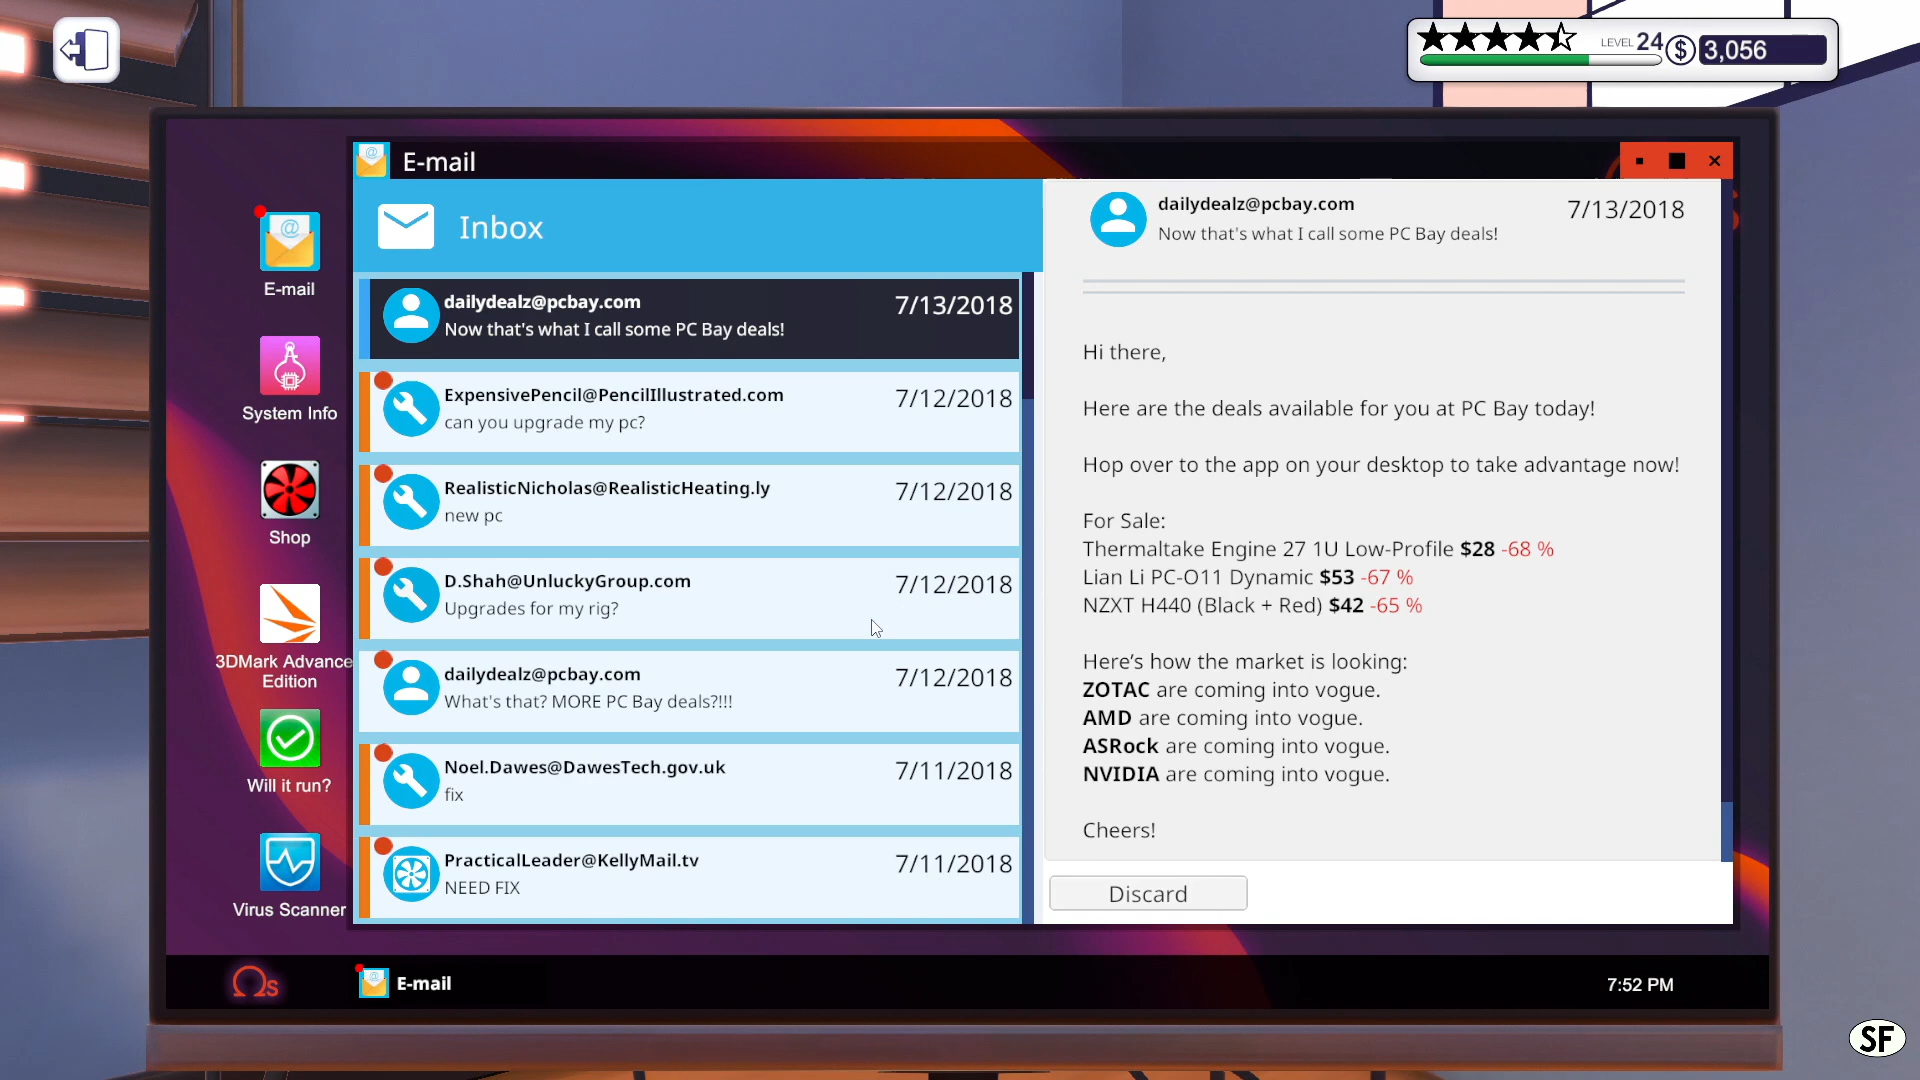 LEVEL 24
$ 3,056
E-mail
Inbox
dailydealz@pcbay.com
7/13/2018
Now that's what I call some PC Bay deals!
ExpensivePencil@PencilIllustrated.com
7/12/2018
can you upgrade my pc?
RealisticNicholas@RealisticHeating.ly
7/12/2018
new pc
D.Shah@UnluckyGroup.com
7/12/2018
Upgrades for my rig?
dailydealz@pcbay.com
7/12/2018
What's that? MORE PC Bay deals?!!!
Noel.Dawes@DawesTech.gov.uk
7/11/2018
fix
PracticalLeader@KellyMail.tv
7/11/2018
NEED FIX
dailydealz@pcbay.com
7/13/2018
Now that's what I call some PC Bay deals!
Hi there,
Here are the deals available for you at PC Bay today!
Hop over to the app on your desktop to take advantage now!
For Sale:
Thermaltake Engine 27 1U Low-Profile $28 -68 %
Lian Li PC-O11 Dynamic $53 -67 %
NZXT H440 (Black + Red) $42 -65 %
Here's how the market is looking:
ZOTAC are coming into vogue.
AMD are coming into vogue.
ASRock are coming into vogue.
NVIDIA are coming into vogue.
Cheers!
Discard
E-mail
System Info
Shop
3DMark Advance
Edition
Will it run?
Virus Scanner
Ωs
E-mail
7:52 PM
SF